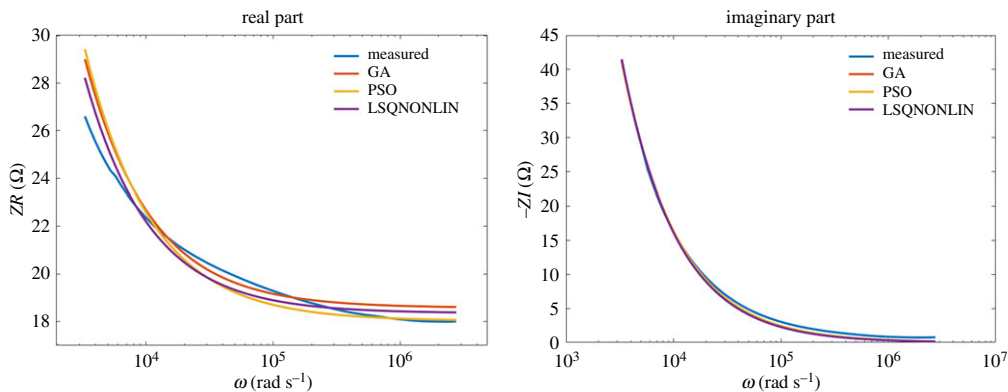 real part
30
28
26
24
22
20
18
ZR (Ω)
measured
GA
PSO
LSQNONLIN
10⁴
10⁵
10⁶
ω (rad s⁻¹)
imaginary part
45
40
35
30
25
20
15
10
5
0
–ZI (Ω)
measured
GA
PSO
LSQNONLIN
10³
10⁴
10⁵
10⁶
10⁷
ω (rad s⁻¹)